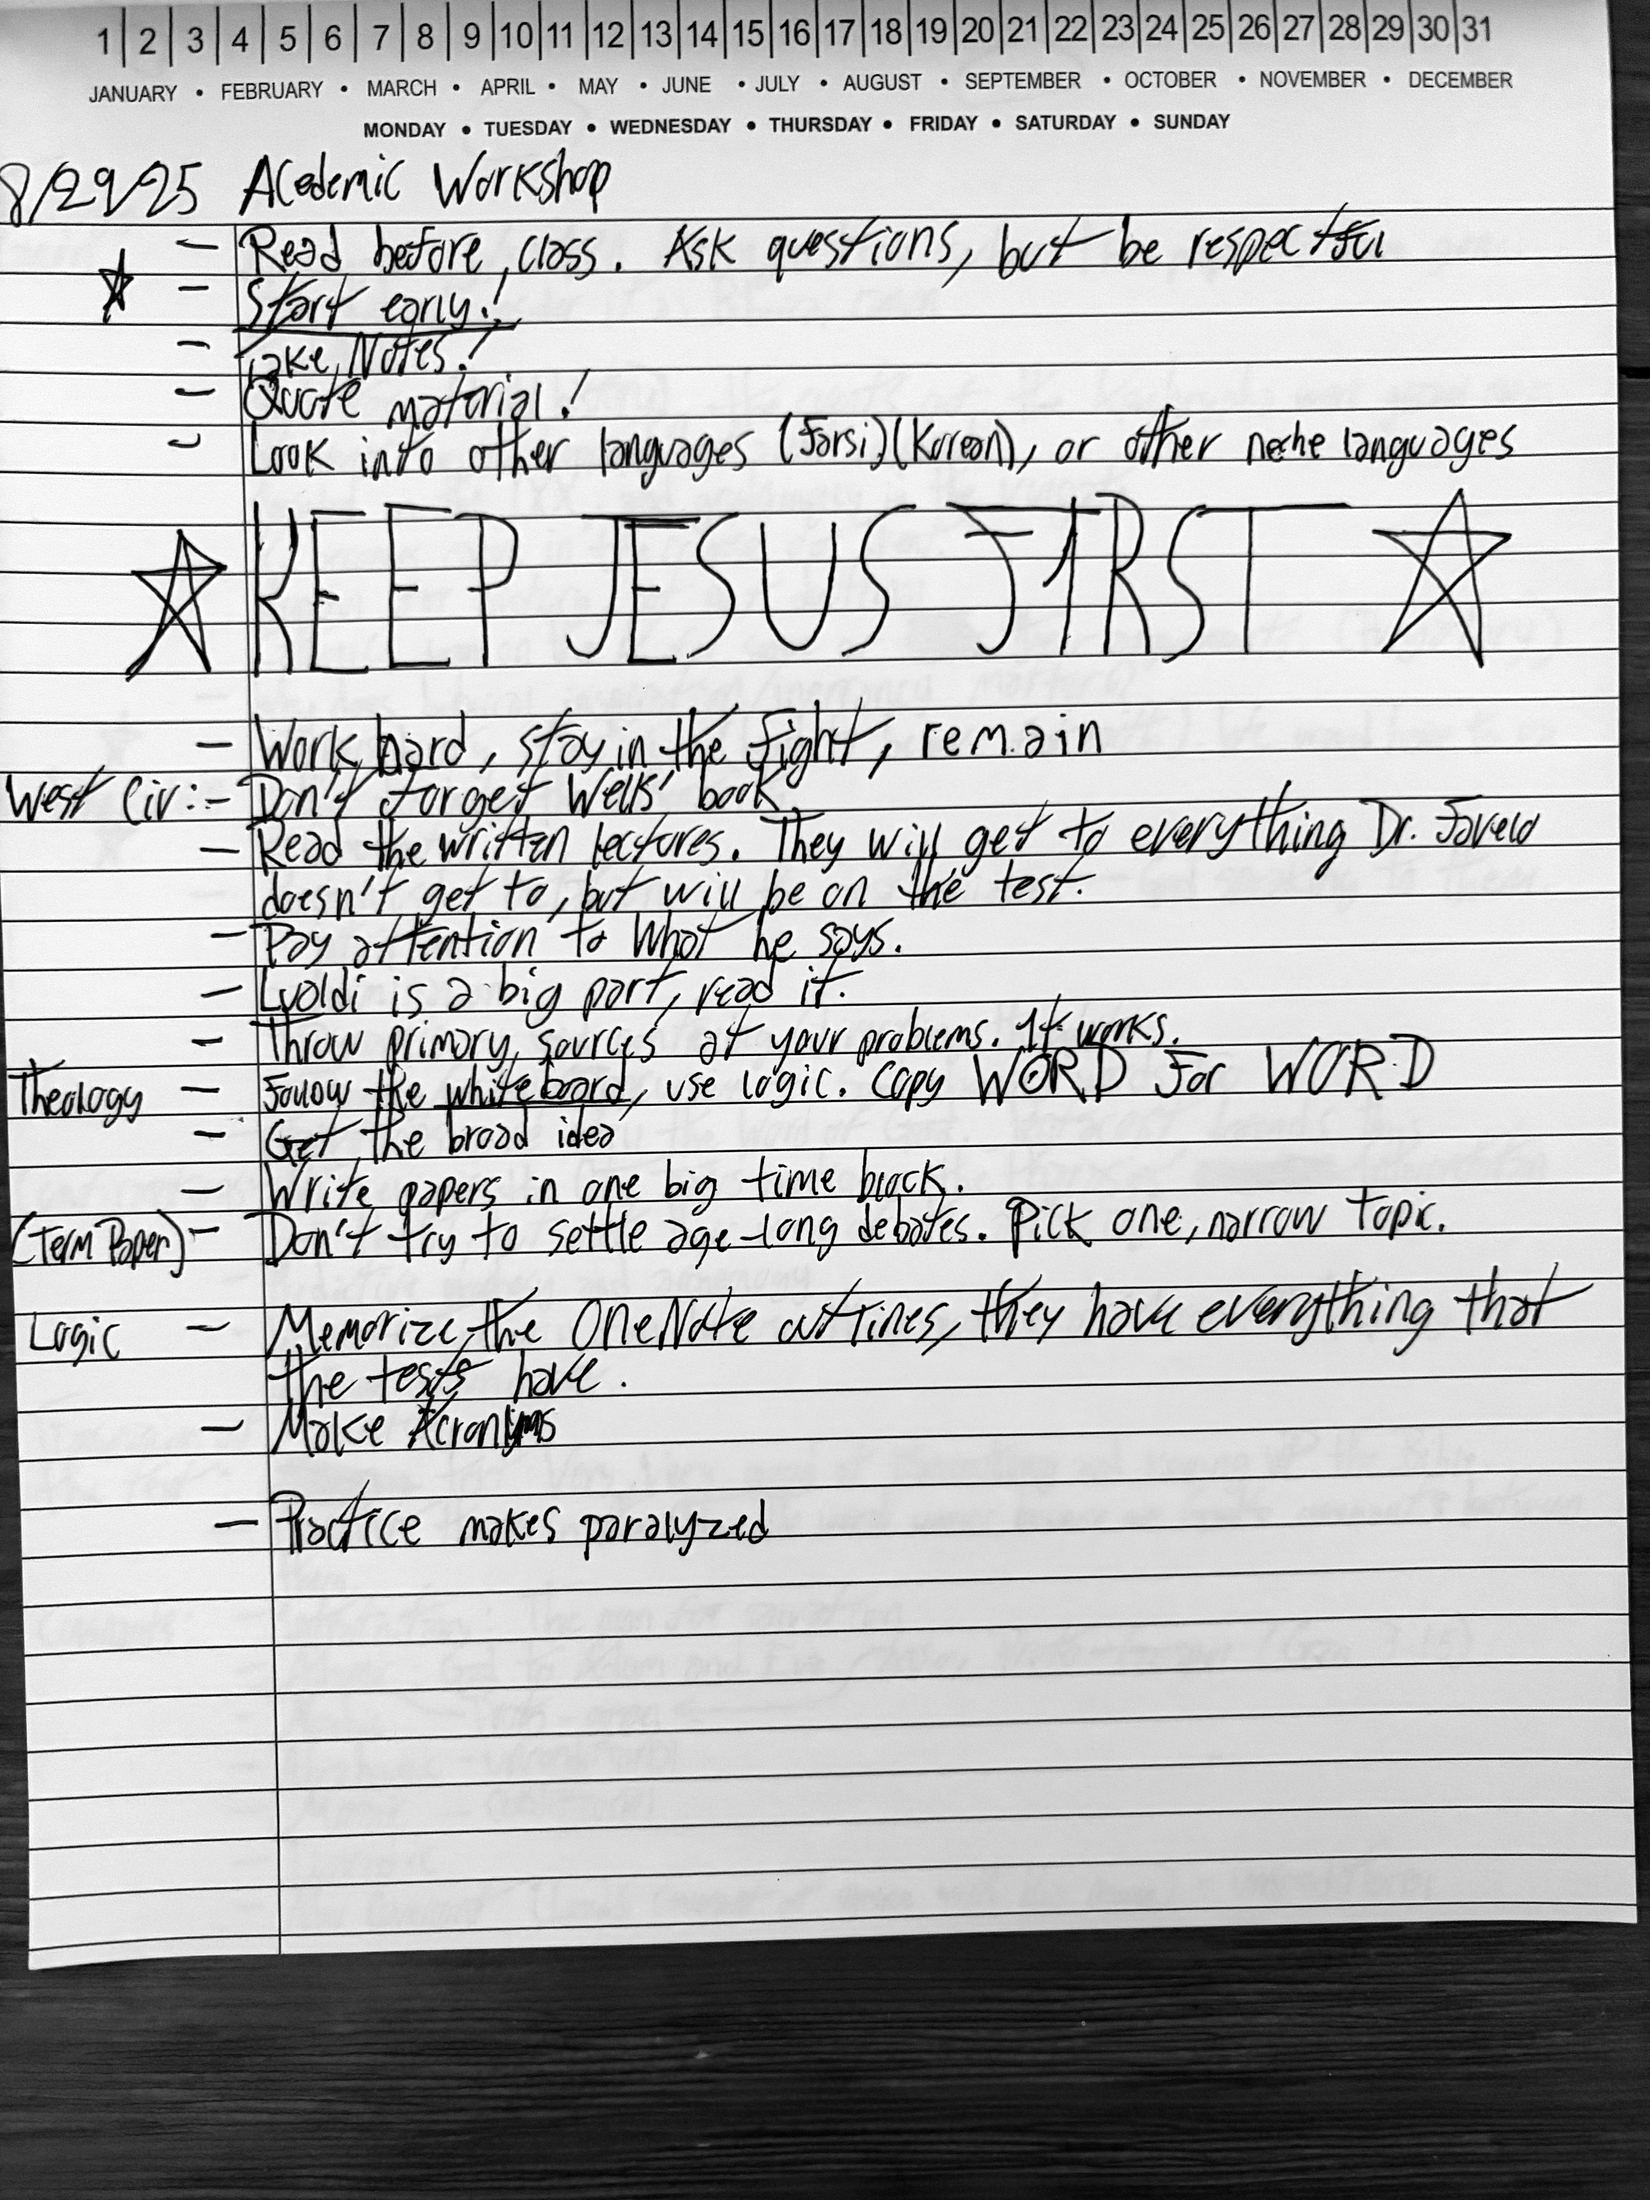 1 | 2 | 3 | 4 | 5 | 6 | 7 | 8 | 9 | 10 | 11 | 12 | 13 | 14 | 15 | 16 | 17 | 18 | 19 | 20 | 21 | 22 | 23 | 24 | 25 | 26 | 27 | 28 | 29 | 30 | 31
JANUARY • FEBRUARY • MARCH • APRIL • MAY • JUNE • JULY • AUGUST • SEPTEMBER • OCTOBER • NOVEMBER • DECEMBER
MONDAY • TUESDAY • WEDNESDAY • THURSDAY • FRIDAY • SATURDAY • SUNDAY
8/29/25 Academic Workshop
- Read before class. Ask questions, but be respectful
☆ - Start early!
- Take Notes!
- Quote material!
- Look into other languages (Farsi)(Korean), or other neche languages
☆ KEEP JESUS F1RST ☆
- Work hard, stay in the fight, remain
West Civ: - Don't forget Wells' book
- Read the written lectures. They will get to everything Dr.
doesn't get to, but will be on the test.
- Pay attention to what he says.
- Lualdi is a big part, read it.
- Throw primary sources at your problems. It works.
Theology - Follow the whiteboard, use logic. Copy WORD For WORD
- Get the broad idea
- Write papers in one big time block.
(Term Paper) - Don't try to settle age-long debates. Pick one, narrow topic.
Logic - Memorize the OneNote outlines, they have everything that
the tests have.
- Make Acronyms
- Practice makes paralyzed